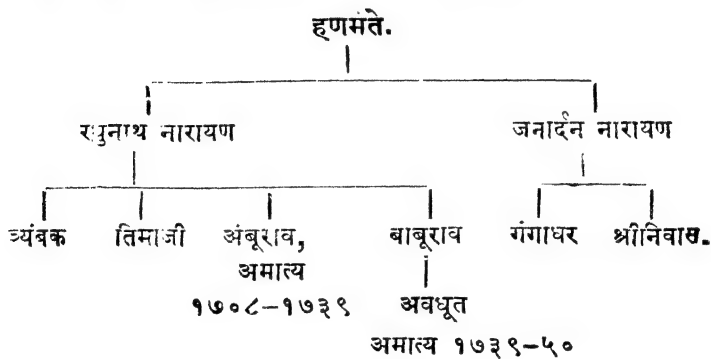 हणमंते.
रघुनाथ नारायण जनार्दन नारायण
त्र्यंबक तिमाजी अंबूराव, बाबूराव गंगाधर श्रीनिवास.
अमात्य
१७०८-१७३९ अवधूत
अमात्य १७३९-५०